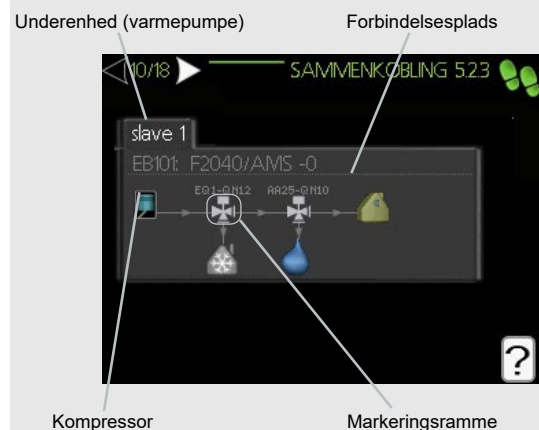 Underenhed (varmepumpe)
Forbindelsesplads
10/18
SAMMENKOBLING 5.2.3
slave 1
EB101: F2040/AMS -0
EQ1-QN12
AA25-QN10
?
Kompressor
Markeringsramme